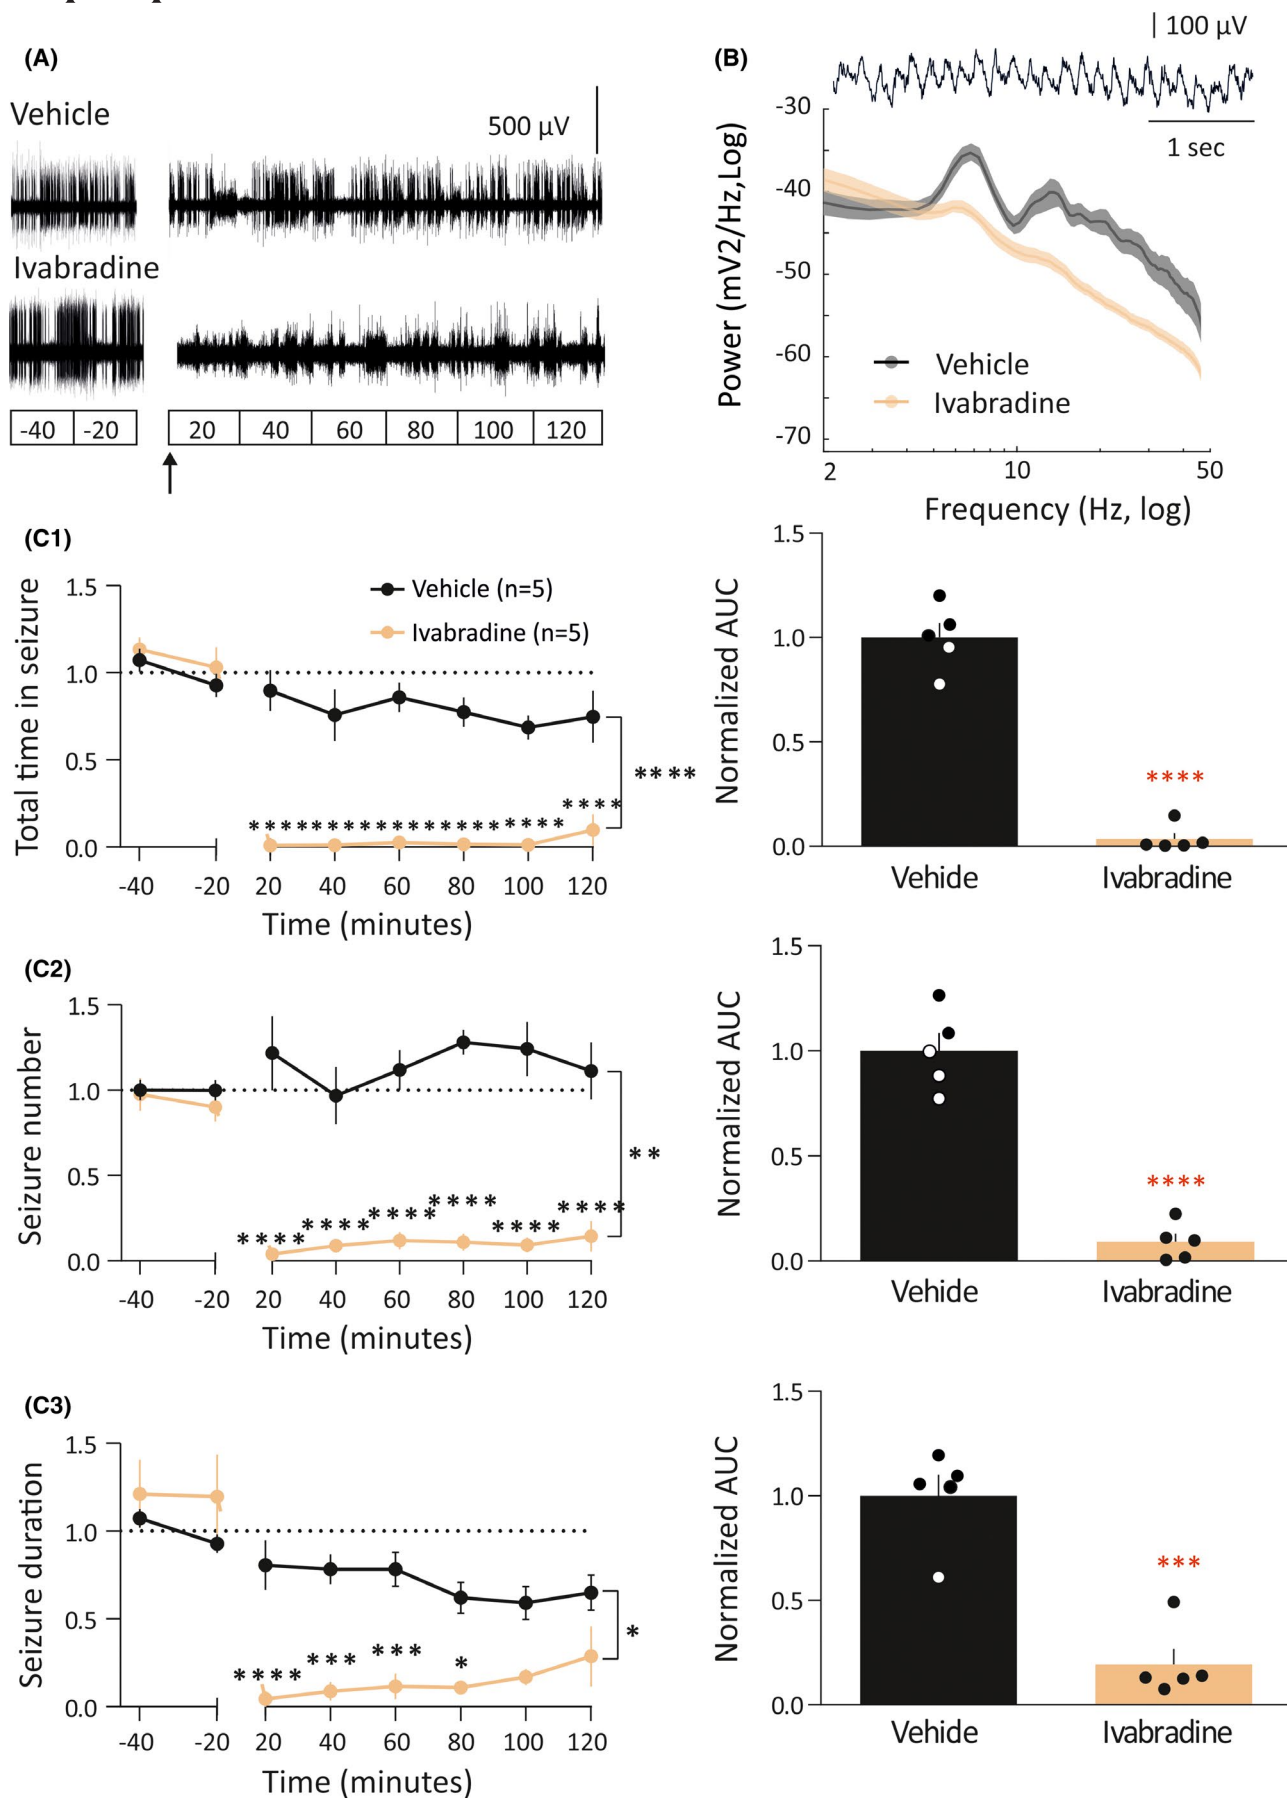 (A)
Vehicle
500 µV
Ivabradine
-40 -20 20 40 60 80 100 120
(B)
100 µV
1 sec
Power (mV2/Hz,Log)
-30
-40
-50
-60
-70
Vehicle
Ivabradine
2 10 50
Frequency (Hz, log)
(C1)
Total time in seizure
1.5
1.0
0.5
0.0
Vehicle (n=5)
Ivabradine (n=5)
****
****
********************
-40 -20 20 40 60 80 100 120
Time (minutes)
Normalized AUC
1.5
1.0
0.5
0.0
****
Vehide Ivabradine
(C2)
Seizure number
1.5
1.0
0.5
0.0
**
**** **** **** **** **** ****
-40 -20 20 40 60 80 100 120
Time (minutes)
Normalized AUC
1.5
1.0
0.5
0.0
****
Vehide Ivabradine
(C3)
Seizure duration
1.5
1.0
0.5
0.0
*
**** *** *** *
-40 -20 20 40 60 80 100 120
Time (minutes)
Normalized AUC
1.5
1.0
0.5
0.0
***
Vehide Ivabradine